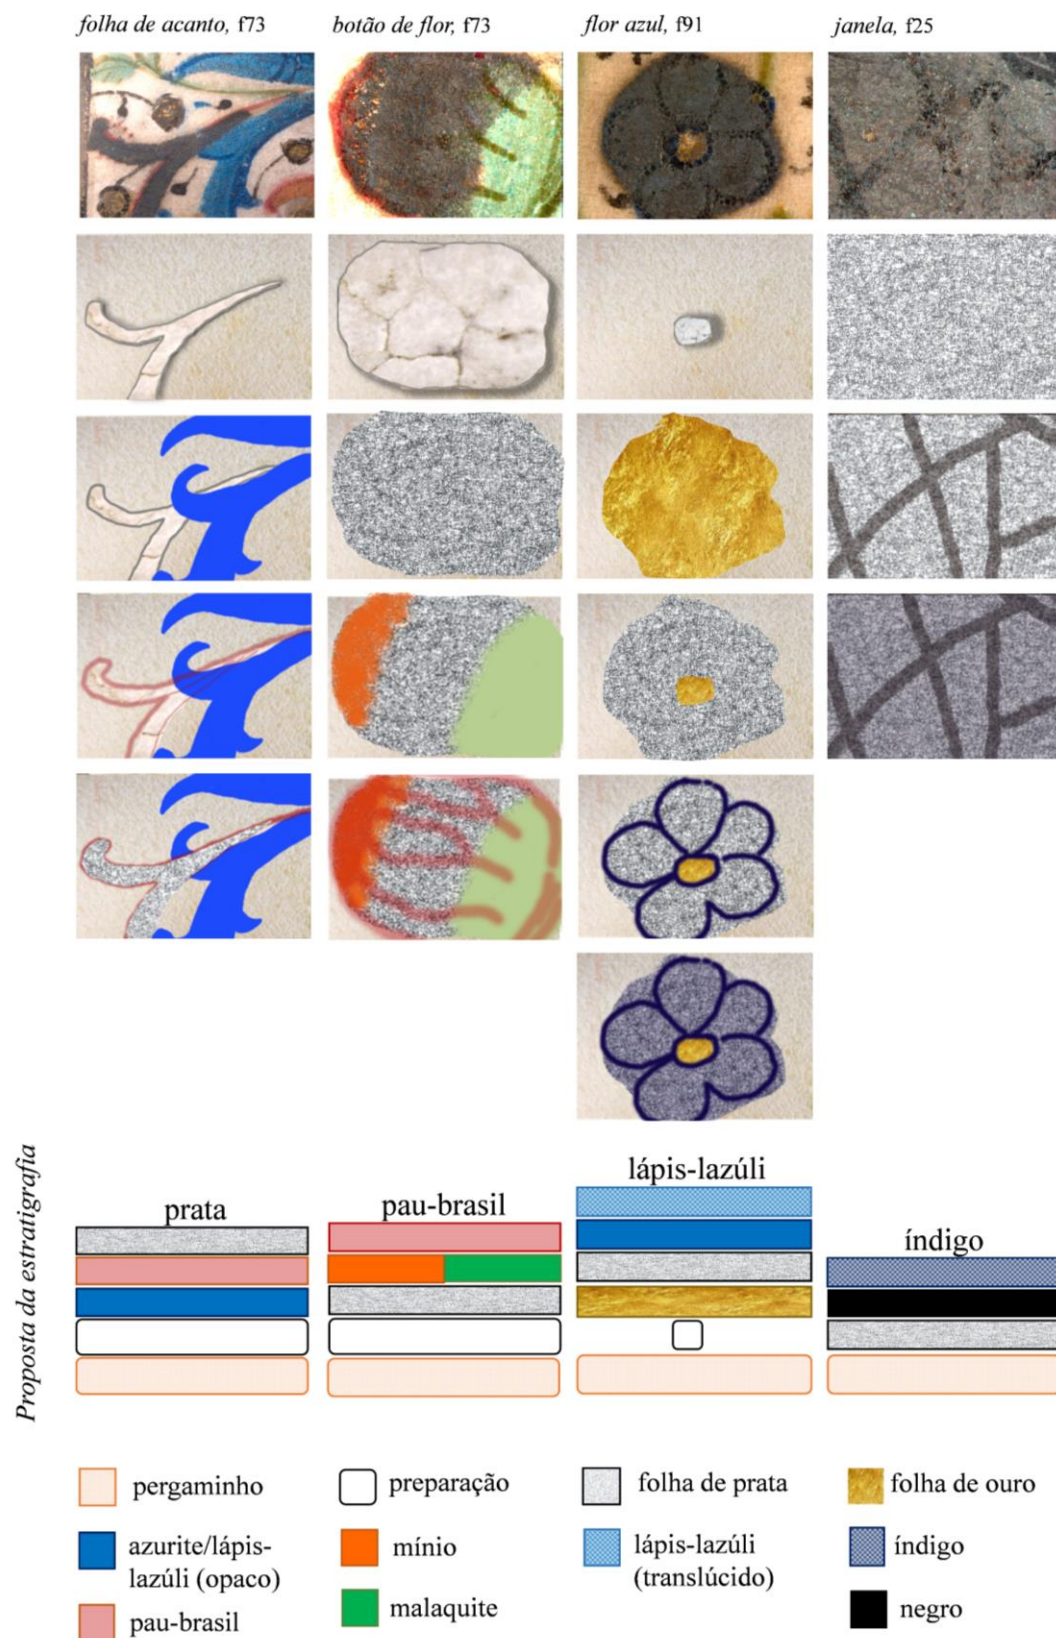 folha de acanto, f73
botão de flor, f73
flor azul, f91
janela, f25
Proposta da estratigrafia
prata
pau-brasil
lápis-lazúli
índigo
pergaminho
preparação
folha de prata
folha de ouro
azurite/lápis-
lazúli (opaco)
mínio
lápis-lazúli
(translúcido)
índigo
pau-brasil
malaquite
negro